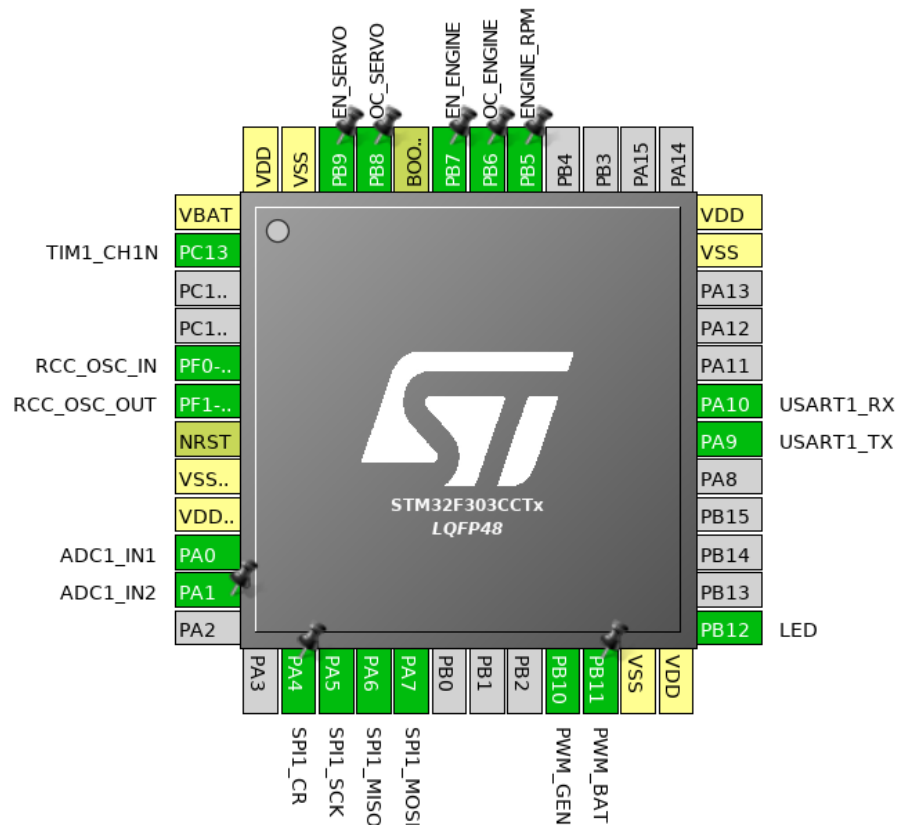 EN_SERVO
OC_SERVO
EN_ENGINE
OC_ENGINE
ENGINE_RPM
VDD
VSS
PB9
PB8
BOO..
PB7
PB6
PB5
PB4
PB3
PA15
PA14
VBAT
TIM1_CH1N PC13
PC1..
PC1..
RCC_OSC_IN PF0-..
RCC_OSC_OUT PF1-..
NRST
VSS..
VDD..
ADC1_IN1 PA0
ADC1_IN2 PA1
PA2
STM32F303CCTx
LQFP48
VDD
VSS
PA13
PA12
PA11
PA10 USART1_RX
PA9 USART1_TX
PA8
PB15
PB14
PB13
PB12 LED
PA3
PA4
PA5
PA6
PA7
PB0
PB1
PB2
PB10
PB11
VSS
VDD
SPI1_CR
SPI1_SCK
SPI1_MISO
SPI1_MOSI
PWM_GEN
PWM_BAT